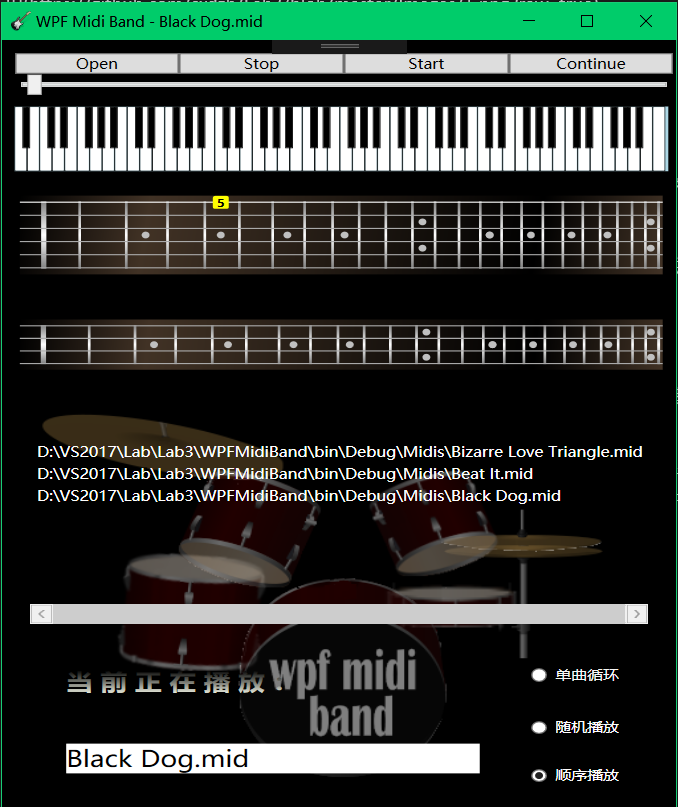 WPF Midi Band - Black Dog.mid
Open Stop Start Continue
5
D:\VS2017\Lab\Lab3\WPFMidiBand\bin\Debug\Midis\Bizarre Love Triangle.mid
D:\VS2017\Lab\Lab3\WPFMidiBand\bin\Debug\Midis\Beat It.mid
D:\VS2017\Lab\Lab3\WPFMidiBand\bin\Debug\Midis\Black Dog.mid
当前正在播放：
wpf midi
band
单曲循环
随机播放
Black Dog.mid
顺序播放